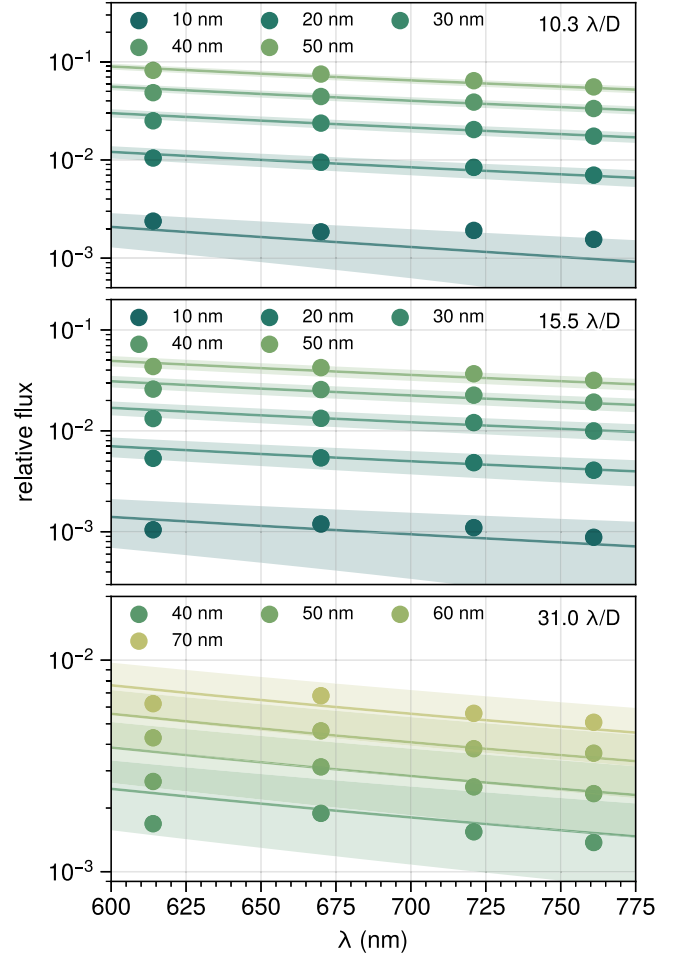 10 nm 20 nm 30 nm 10.3 λ/D
40 nm 50 nm
10⁻¹
10⁻²
10⁻³
10 nm 20 nm 30 nm 15.5 λ/D
40 nm 50 nm
10⁻¹
10⁻²
10⁻³
relative flux
40 nm 50 nm 60 nm 31.0 λ/D
70 nm
10⁻²
10⁻³
600 625 650 675 700 725 750 775
λ (nm)